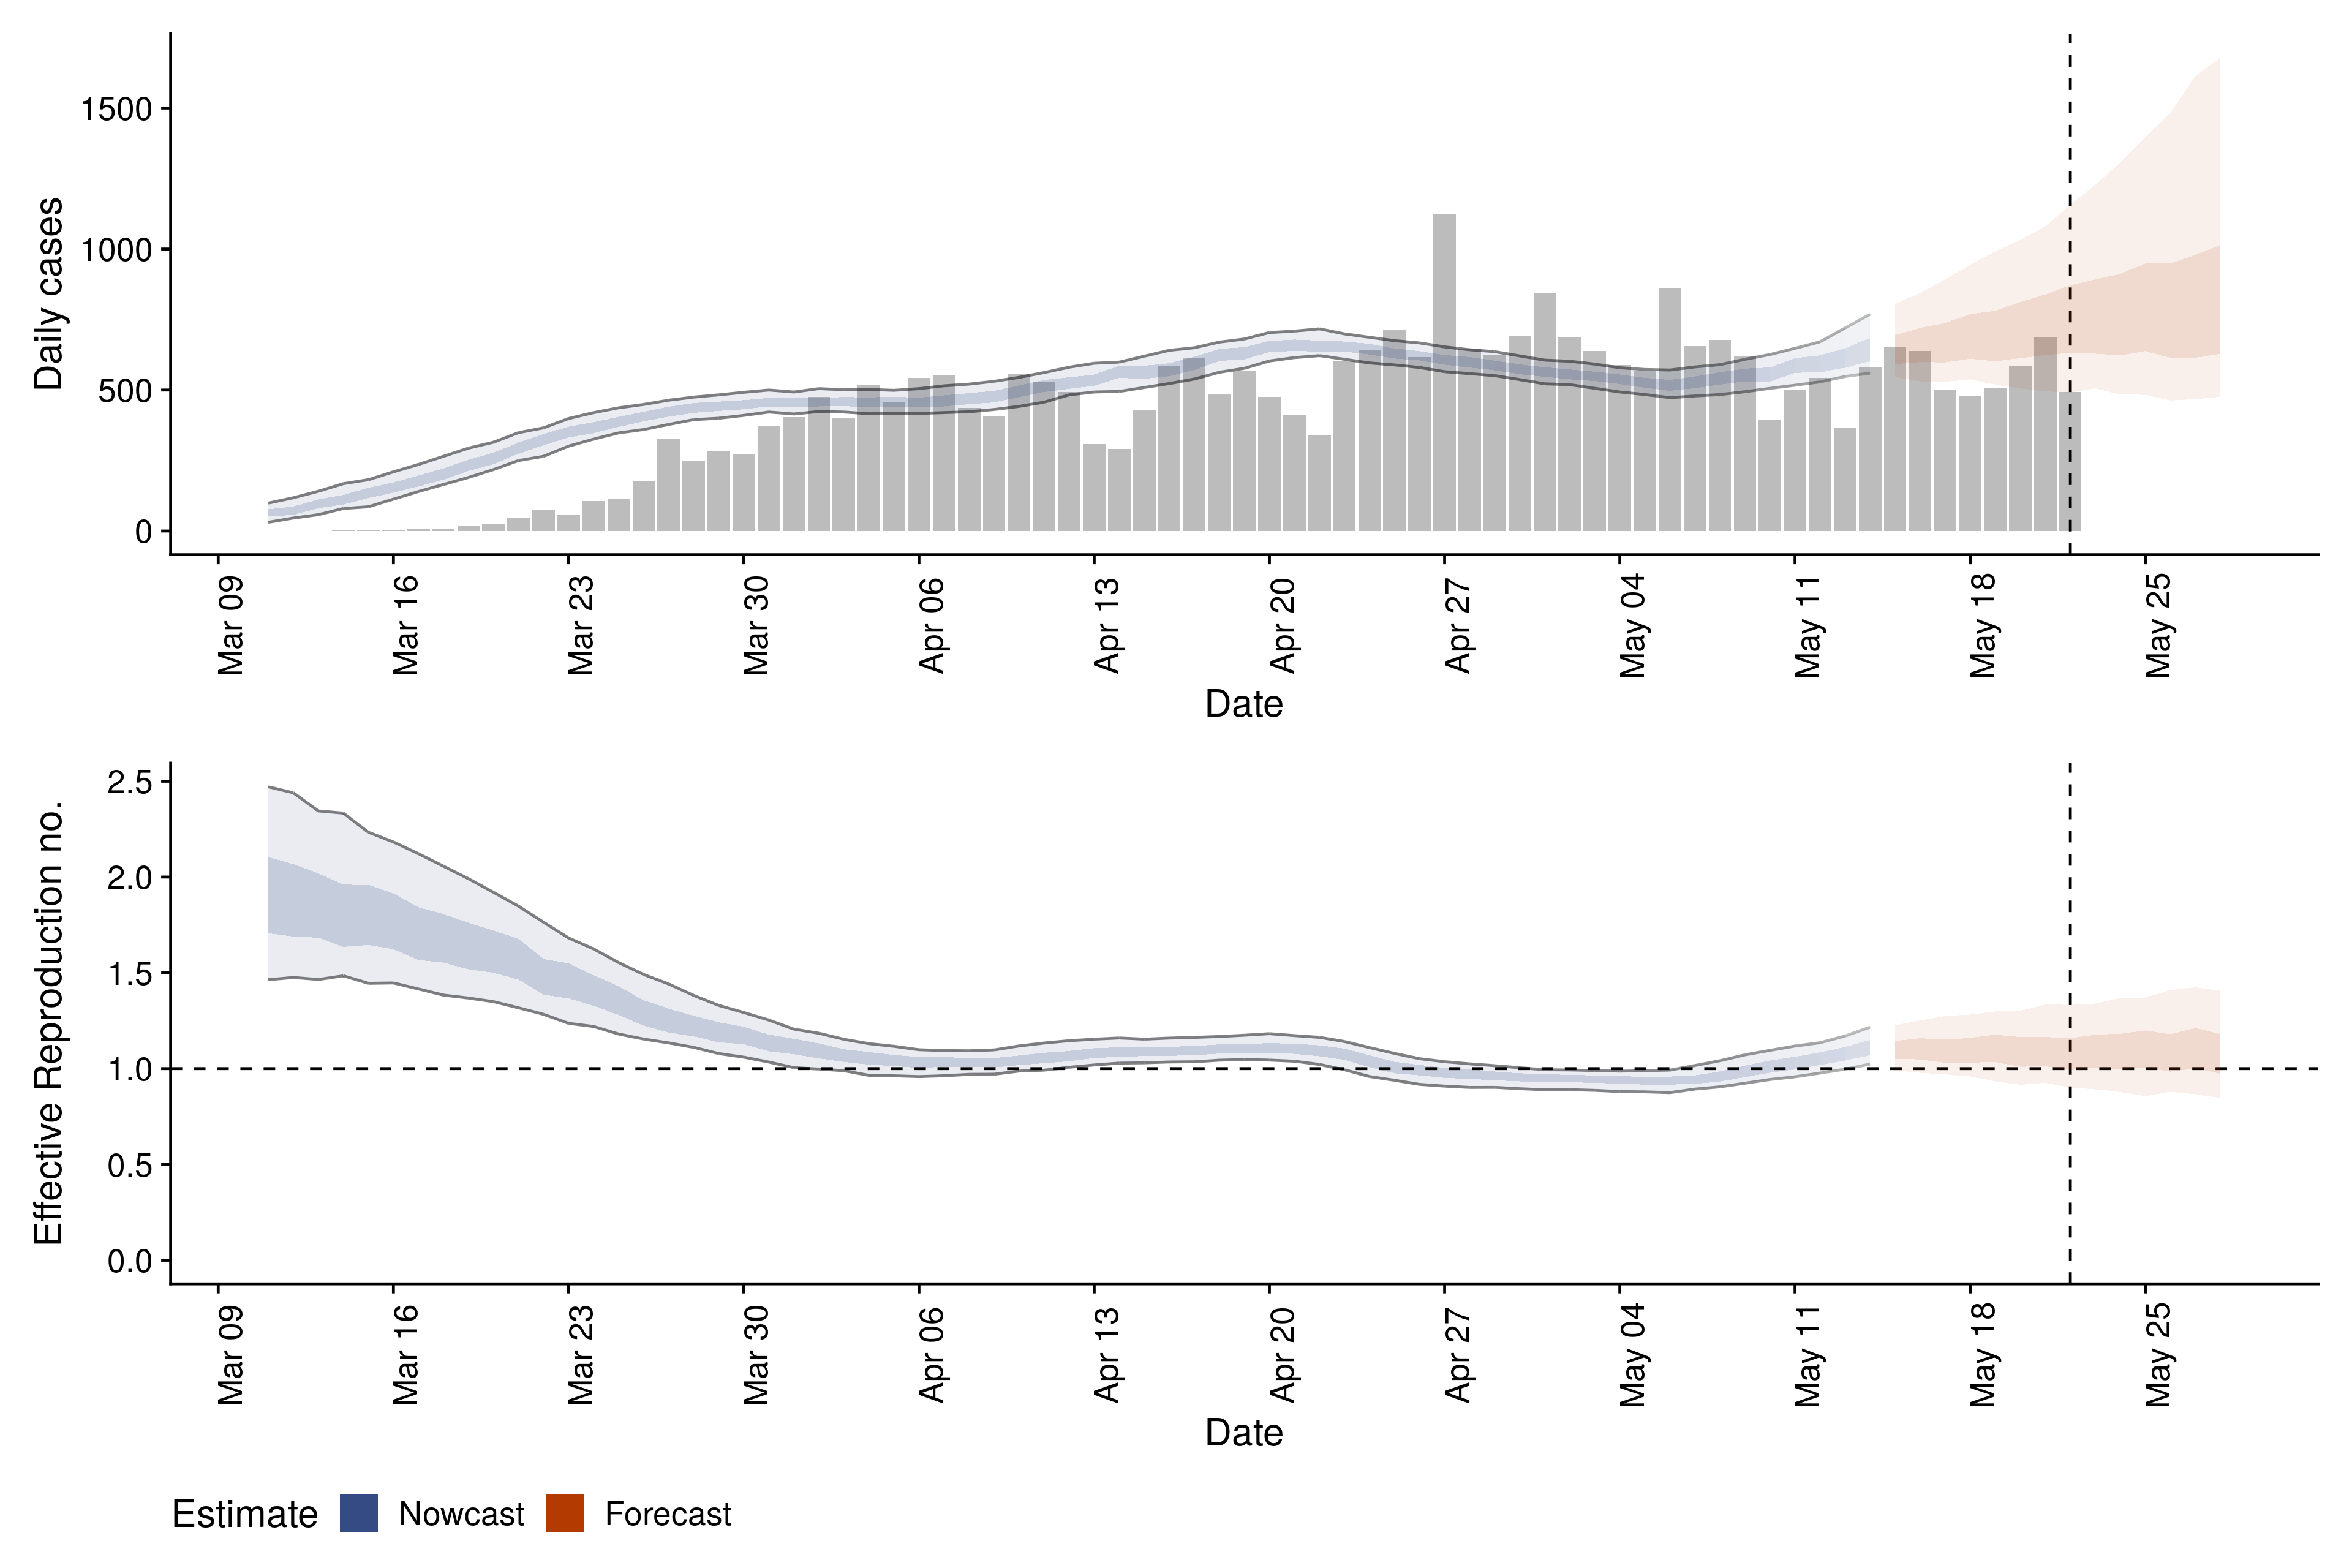 Daily cases
1500
1000
500
0
Mar 09
Mar 16
Mar 23
Mar 30
Apr 06
Apr 13
Apr 20
Apr 27
May 04
May 11
May 18
May 25
Date
Effective Reproduction no.
2.5
2.0
1.5
1.0
0.5
0.0
Mar 09
Mar 16
Mar 23
Mar 30
Apr 06
Apr 13
Apr 20
Apr 27
May 04
May 11
May 18
May 25
Date
Estimate Nowcast Forecast